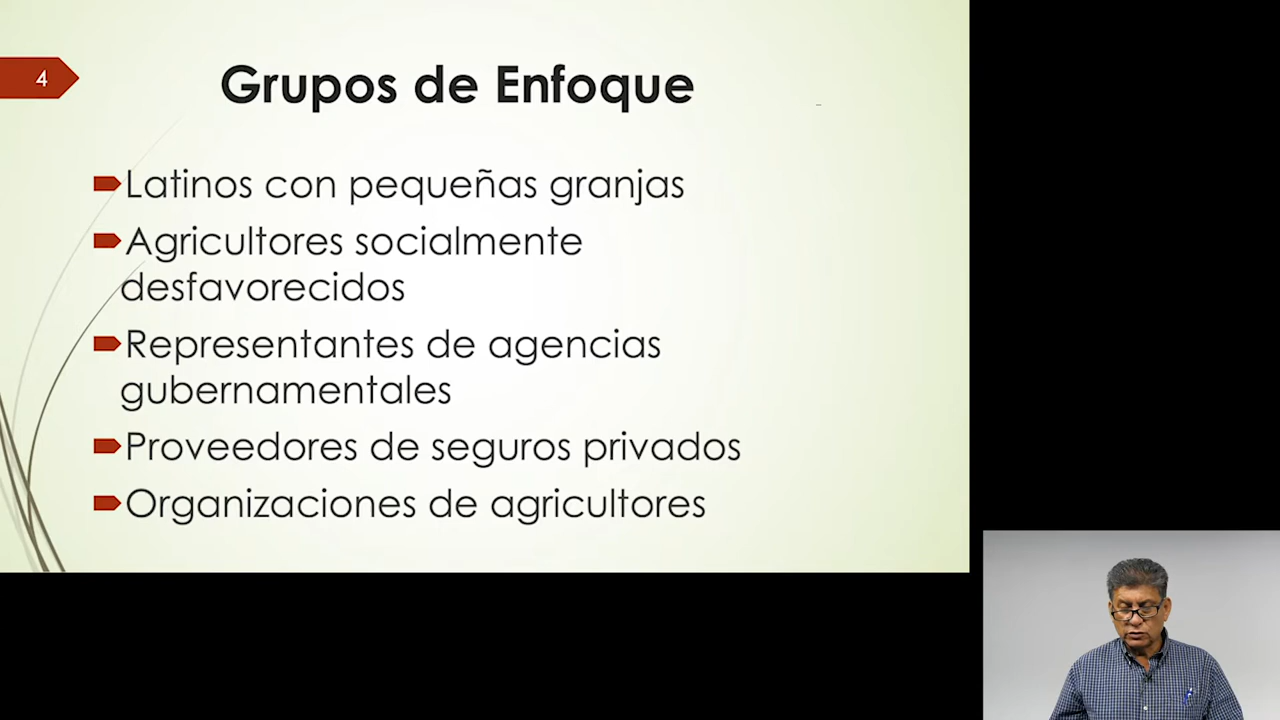 4
Grupos de Enfoque
Latinos con pequeñas granjas
Agricultores socialmente
desfavorecidos
Representantes de agencias
gubernamentales
Proveedores de seguros privados
Organizaciones de agricultores